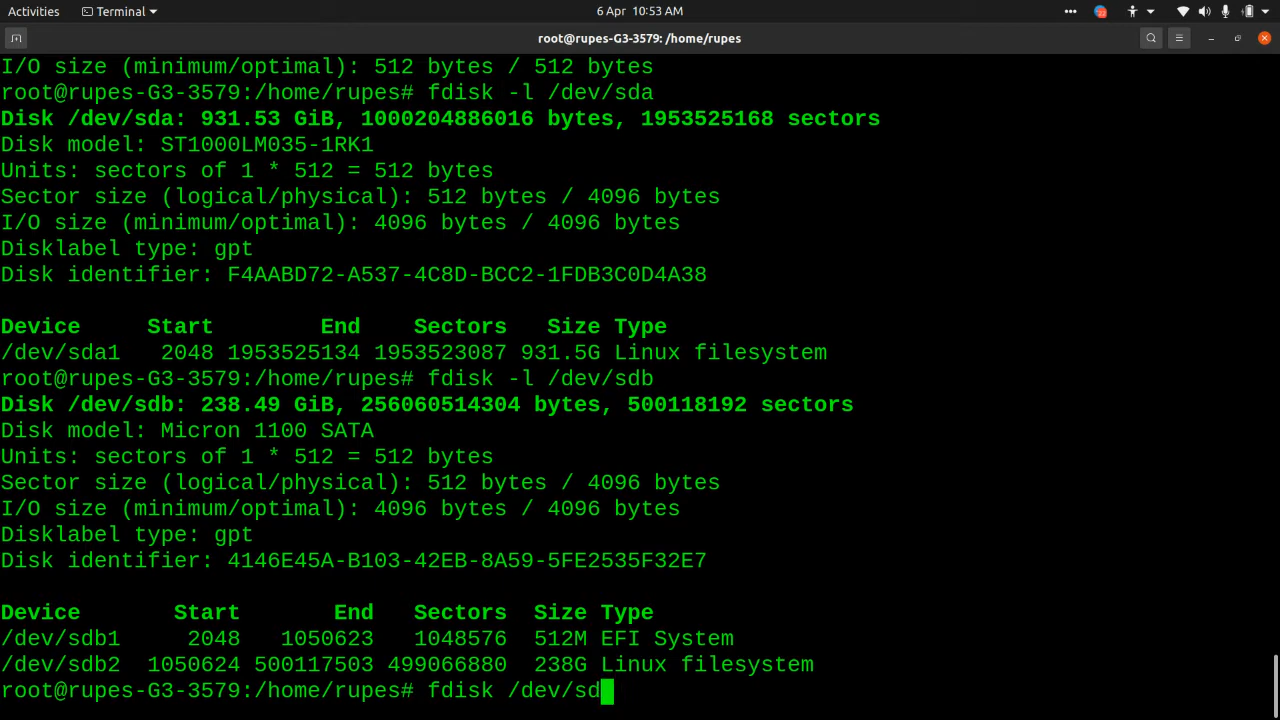 Activities Terminal 6 Apr 10:53 AM
root@rupes-G3-3579: /home/rupes
I/O size (minimum/optimal): 512 bytes / 512 bytes
root@rupes-G3-3579:/home/rupes# fdisk -l /dev/sda
Disk /dev/sda: 931.53 GiB, 1000204886016 bytes, 1953525168 sectors
Disk model: ST1000LM035-1RK1
Units: sectors of 1 * 512 = 512 bytes
Sector size (logical/physical): 512 bytes / 4096 bytes
I/O size (minimum/optimal): 4096 bytes / 4096 bytes
Disklabel type: gpt
Disk identifier: F4AABD72-A537-4C8D-BCC2-1FDB3C0D4A38
Device Start End Sectors Size Type
/dev/sda1 2048 1953525134 1953523087 931.5G Linux filesystem
root@rupes-G3-3579:/home/rupes# fdisk -l /dev/sdb
Disk /dev/sdb: 238.49 GiB, 256060514304 bytes, 500118192 sectors
Disk model: Micron 1100 SATA
Units: sectors of 1 * 512 = 512 bytes
Sector size (logical/physical): 512 bytes / 4096 bytes
I/O size (minimum/optimal): 4096 bytes / 4096 bytes
Disklabel type: gpt
Disk identifier: 4146E45A-B103-42EB-8A59-5FE2535F32E7
Device Start End Sectors Size Type
/dev/sdb1 2048 1050623 1048576 512M EFI System
/dev/sdb2 1050624 500117503 499066880 238G Linux filesystem
root@rupes-G3-3579:/home/rupes# fdisk /dev/sd